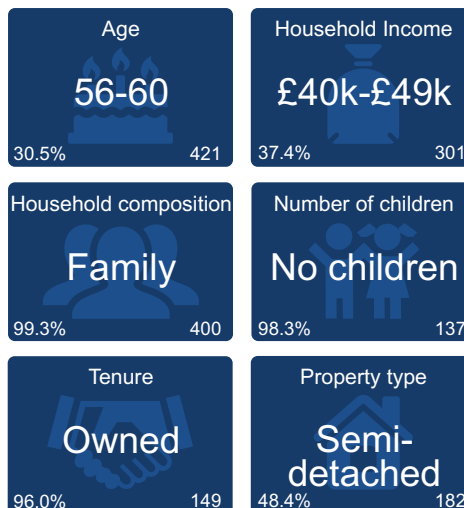 Age
56-60
30.5% 421
Household Income
£40k-£49k
37.4% 301
Household composition
Family
99.3% 400
Number of children
No children
98.3% 137
Tenure
Owned
96.0% 149
Property type
Semi-
detached
48.4% 182